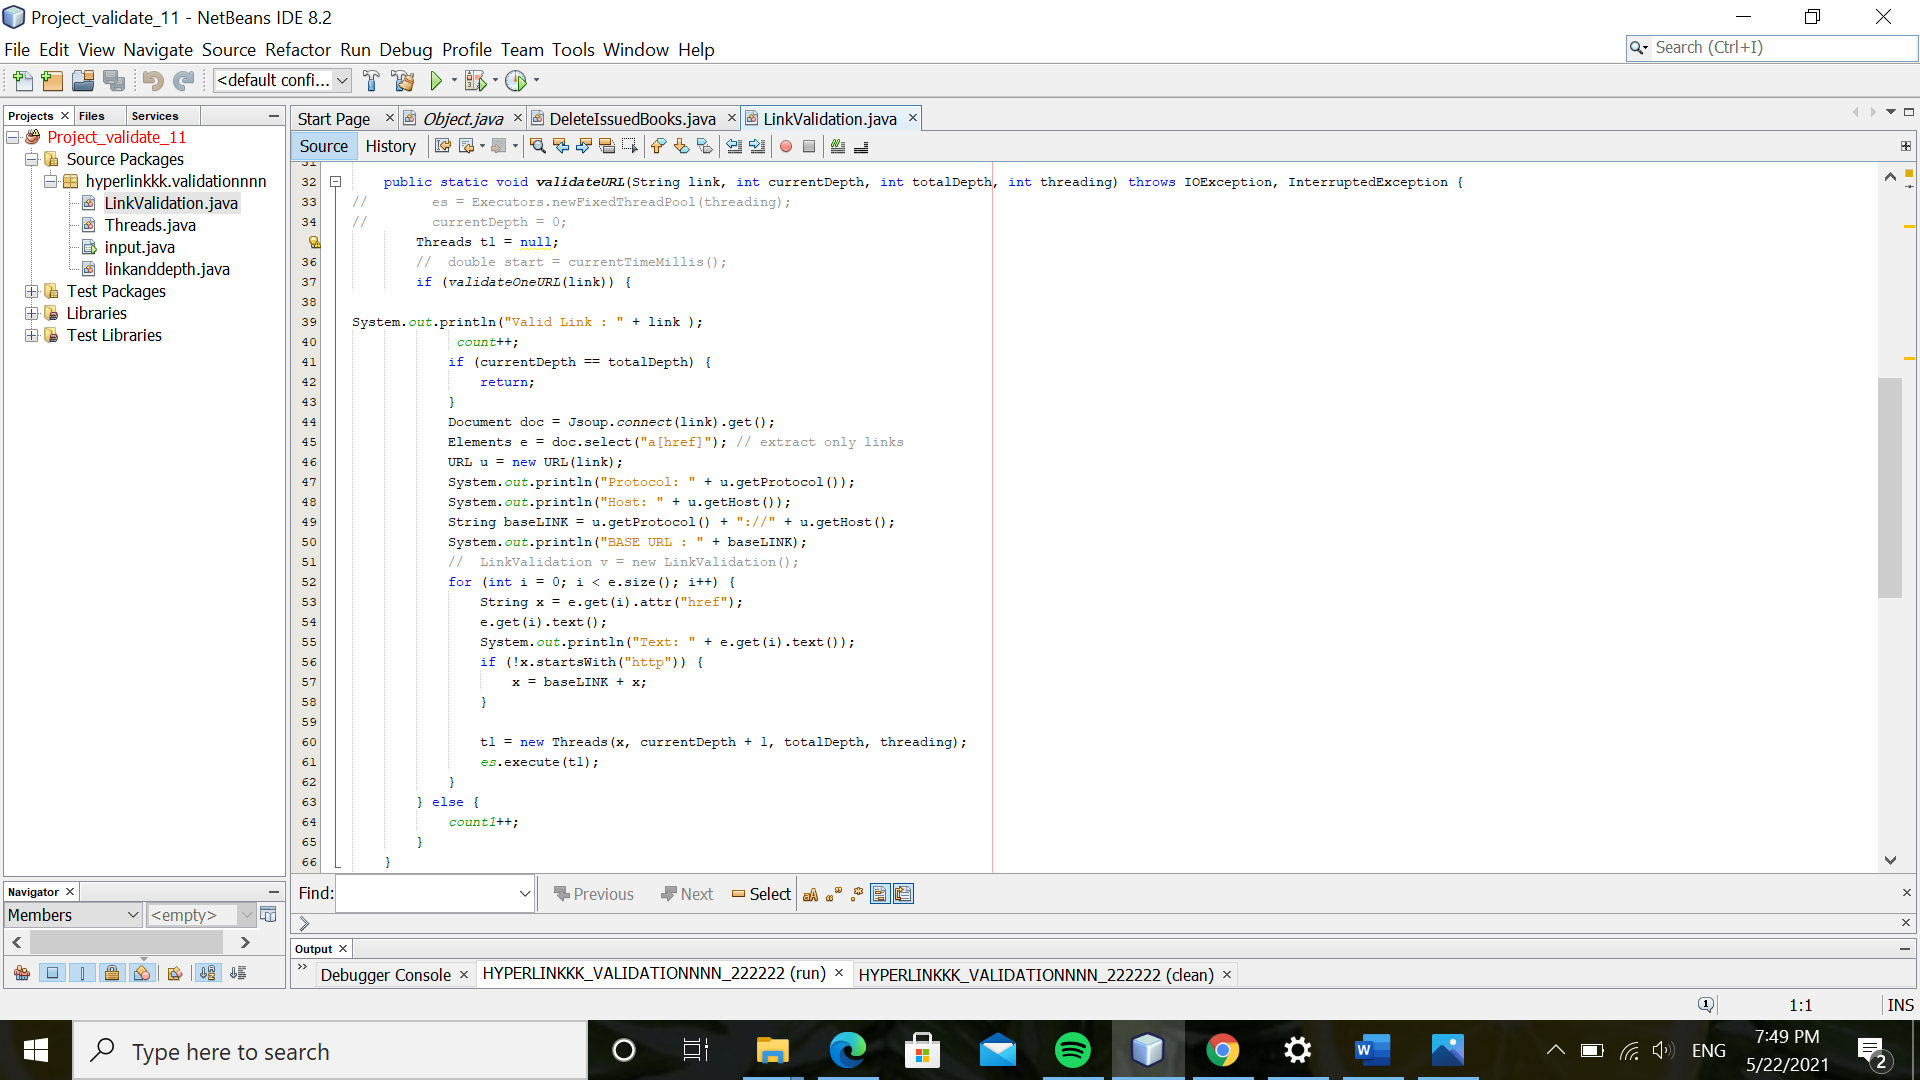 Project_validate_11 - NetBeans IDE 8.2
File Edit View Navigate Source Refactor Run Debug Profile Team Tools Window Help
Search (Ctrl+I)
<default confi...
Projects Files Services
Project_validate_11
Source Packages
hyperlinkkk.validationnnn
LinkValidation.java
Threads.java
input.java
linkanddepth.java
Test Packages
Libraries
Test Libraries
Start Page Object.java DeleteIssuedBooks.java LinkValidation.java
Source History
31
32 public static void validateURL(String link, int currentDepth, int totalDepth, int threading) throws IOException, InterruptedException {
33 // es = Executors.newFixedThreadPool(threading);
34 // currentDepth = 0;
Threads t1 = null;
36 // double start = currentTimeMillis();
37 if (validateOneURL(link)) {
38
39 System.out.println("Valid Link : " + link );
40 count++;
41 if (currentDepth == totalDepth) {
42 return;
43 }
44 Document doc = Jsoup.connect(link).get();
45 Elements e = doc.select("a[href]"); // extract only links
46 URL u = new URL(link);
47 System.out.println("Protocol: " + u.getProtocol());
48 System.out.println("Host: " + u.getHost());
49 String baseLINK = u.getProtocol() + "://" + u.getHost();
50 System.out.println("BASE URL : " + baseLINK);
51 // LinkValidation v = new LinkValidation();
52 for (int i = 0; i < e.size(); i++) {
53 String x = e.get(i).attr("href");
54 e.get(i).text();
55 System.out.println("Text: " + e.get(i).text());
56 if (!x.startsWith("http")) {
57 x = baseLINK + x;
58 }
59
60 t1 = new Threads(x, currentDepth + 1, totalDepth, threading);
61 es.execute(t1);
62 }
63 } else {
64 count1++;
65 }
66 }
Find: Previous Next Select
Navigator
Members <empty>
Output
Debugger Console HYPERLINKKK_VALIDATIONNNN_222222 (run) HYPERLINKKK_VALIDATIONNNN_222222 (clean)
1:1 INS
Type here to search
ENG
7:49 PM
5/22/2021
2